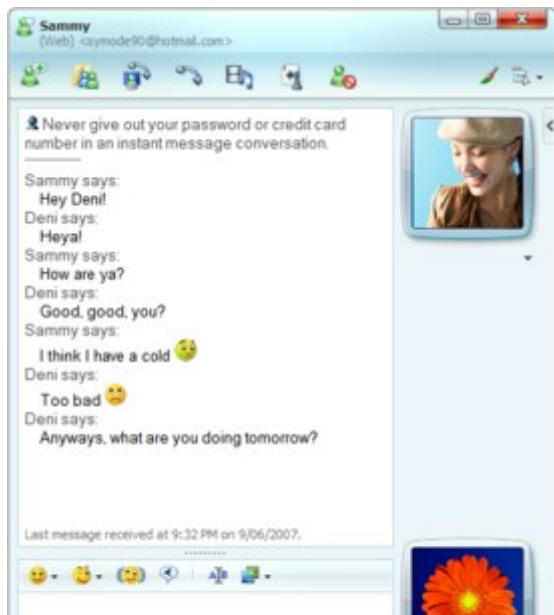 Sammy
(Web) <symode90@hotmail.com>
Never give out your password or credit card
number in an instant message conversation.
Sammy says:
Hey Deni!
Deni says:
Heya!
Sammy says:
How are ya?
Deni says:
Good, good, you?
Sammy says:
I think I have a cold
Deni says:
Too bad
Deni says:
Anyways, what are you doing tomorrow?
Last message received at 9:32 PM on 9/06/2007.